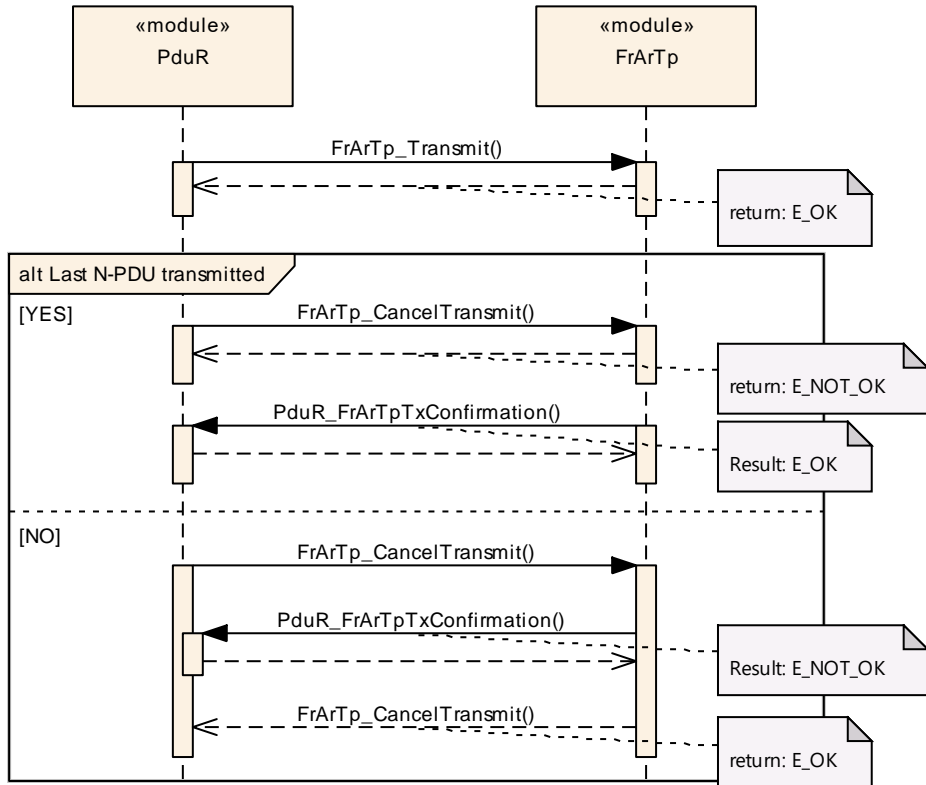 «module»
PduR
«module»
FrArTp
FrArTp_Transmit()
return: E_OK
alt Last N-PDU transmitted
[YES]
FrArTp_CancelTransmit()
return: E_NOT_OK
PduR_FrArTpTxConfirmation()
Result: E_OK
[NO]
FrArTp_CancelTransmit()
PduR_FrArTpTxConfirmation()
Result: E_NOT_OK
FrArTp_CancelTransmit()
return: E_OK